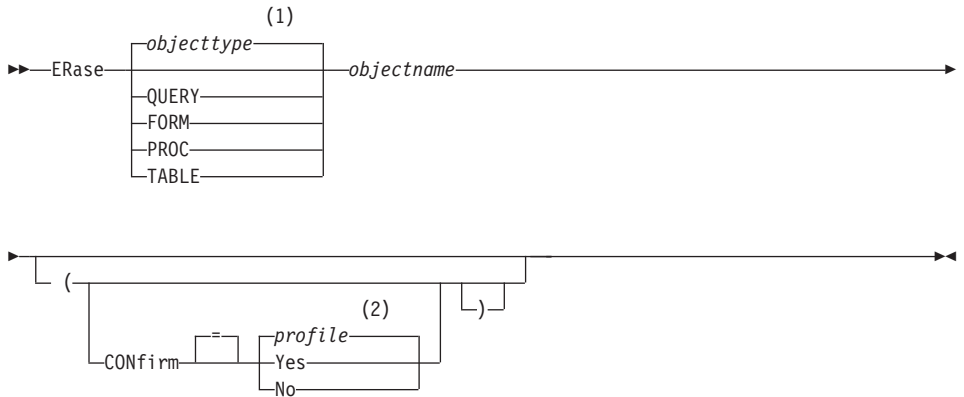 (1)
objecttype
ERase objectname
QUERY
FORM
PROC
TABLE
(
)
(2)
= profile
CONfirm Yes
No